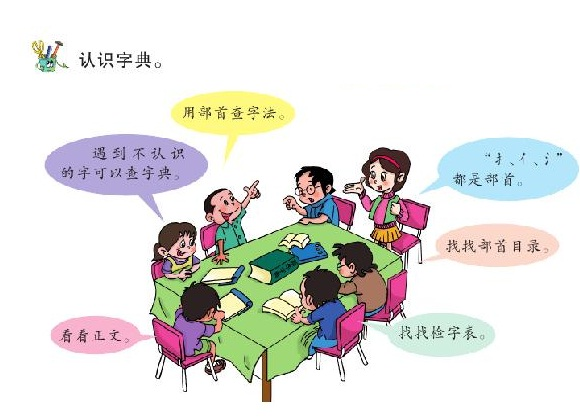 认识字典。
用部首查字法。
遇到不认识
的字可以查字典。
“扌、亻、氵”
都是部首。
找找部首目录。
看看正文。
找找检字表。